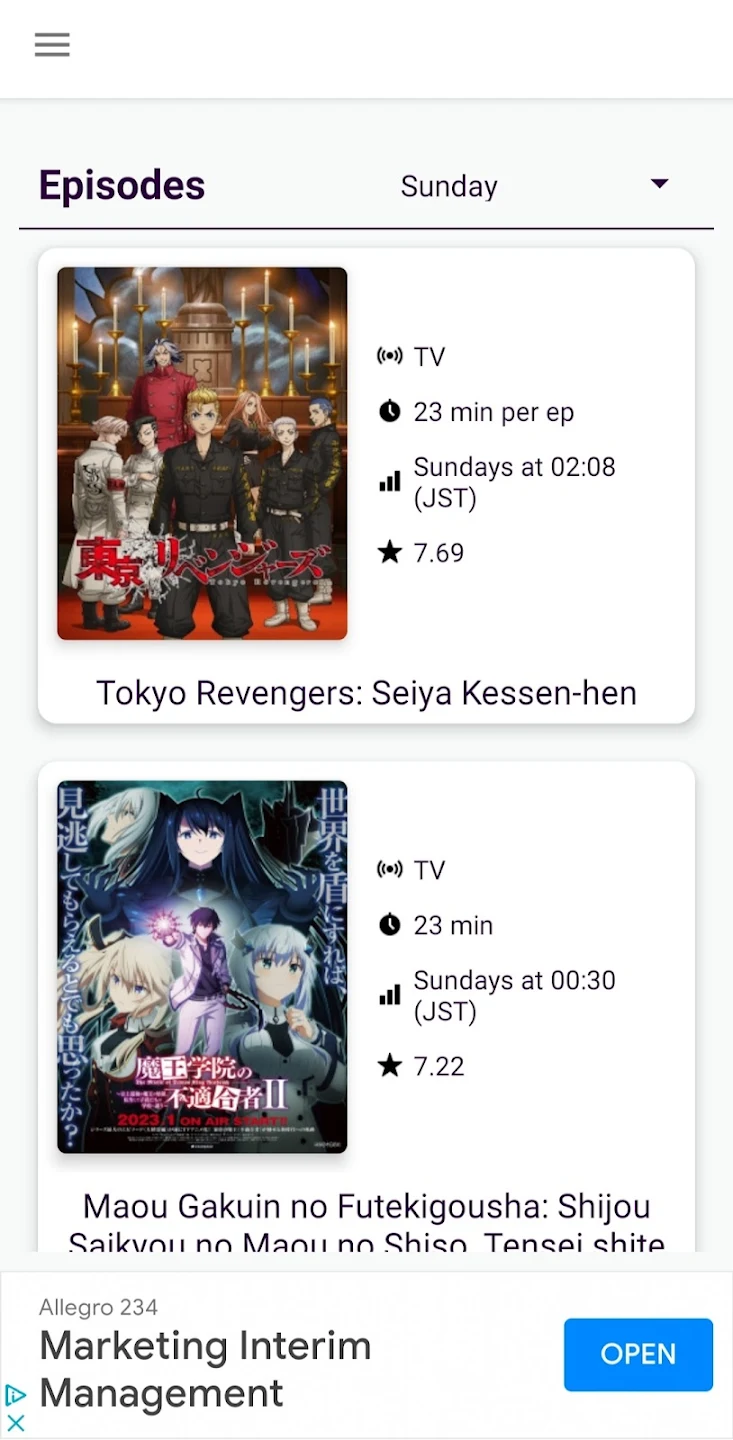 Episodes
Sunday
TV
23 min per ep
Sundays at 02:08
(JST)
7.69
東京リベンジャーズ
Tokyo Revengers
Tokyo Revengers: Seiya Kessen-hen
見逃してもらえるとでも思ったか?
世界を盾にすれば、
魔王学院の
不適合者II
2023.1 ON AIR START!!
TV
23 min
Sundays at 00:30
(JST)
7.22
Maou Gakuin no Futekigousha: Shijou
Saikyou no Maou no Shiso, Tensei shite
Allegro 234
Marketing Interim
Management
OPEN